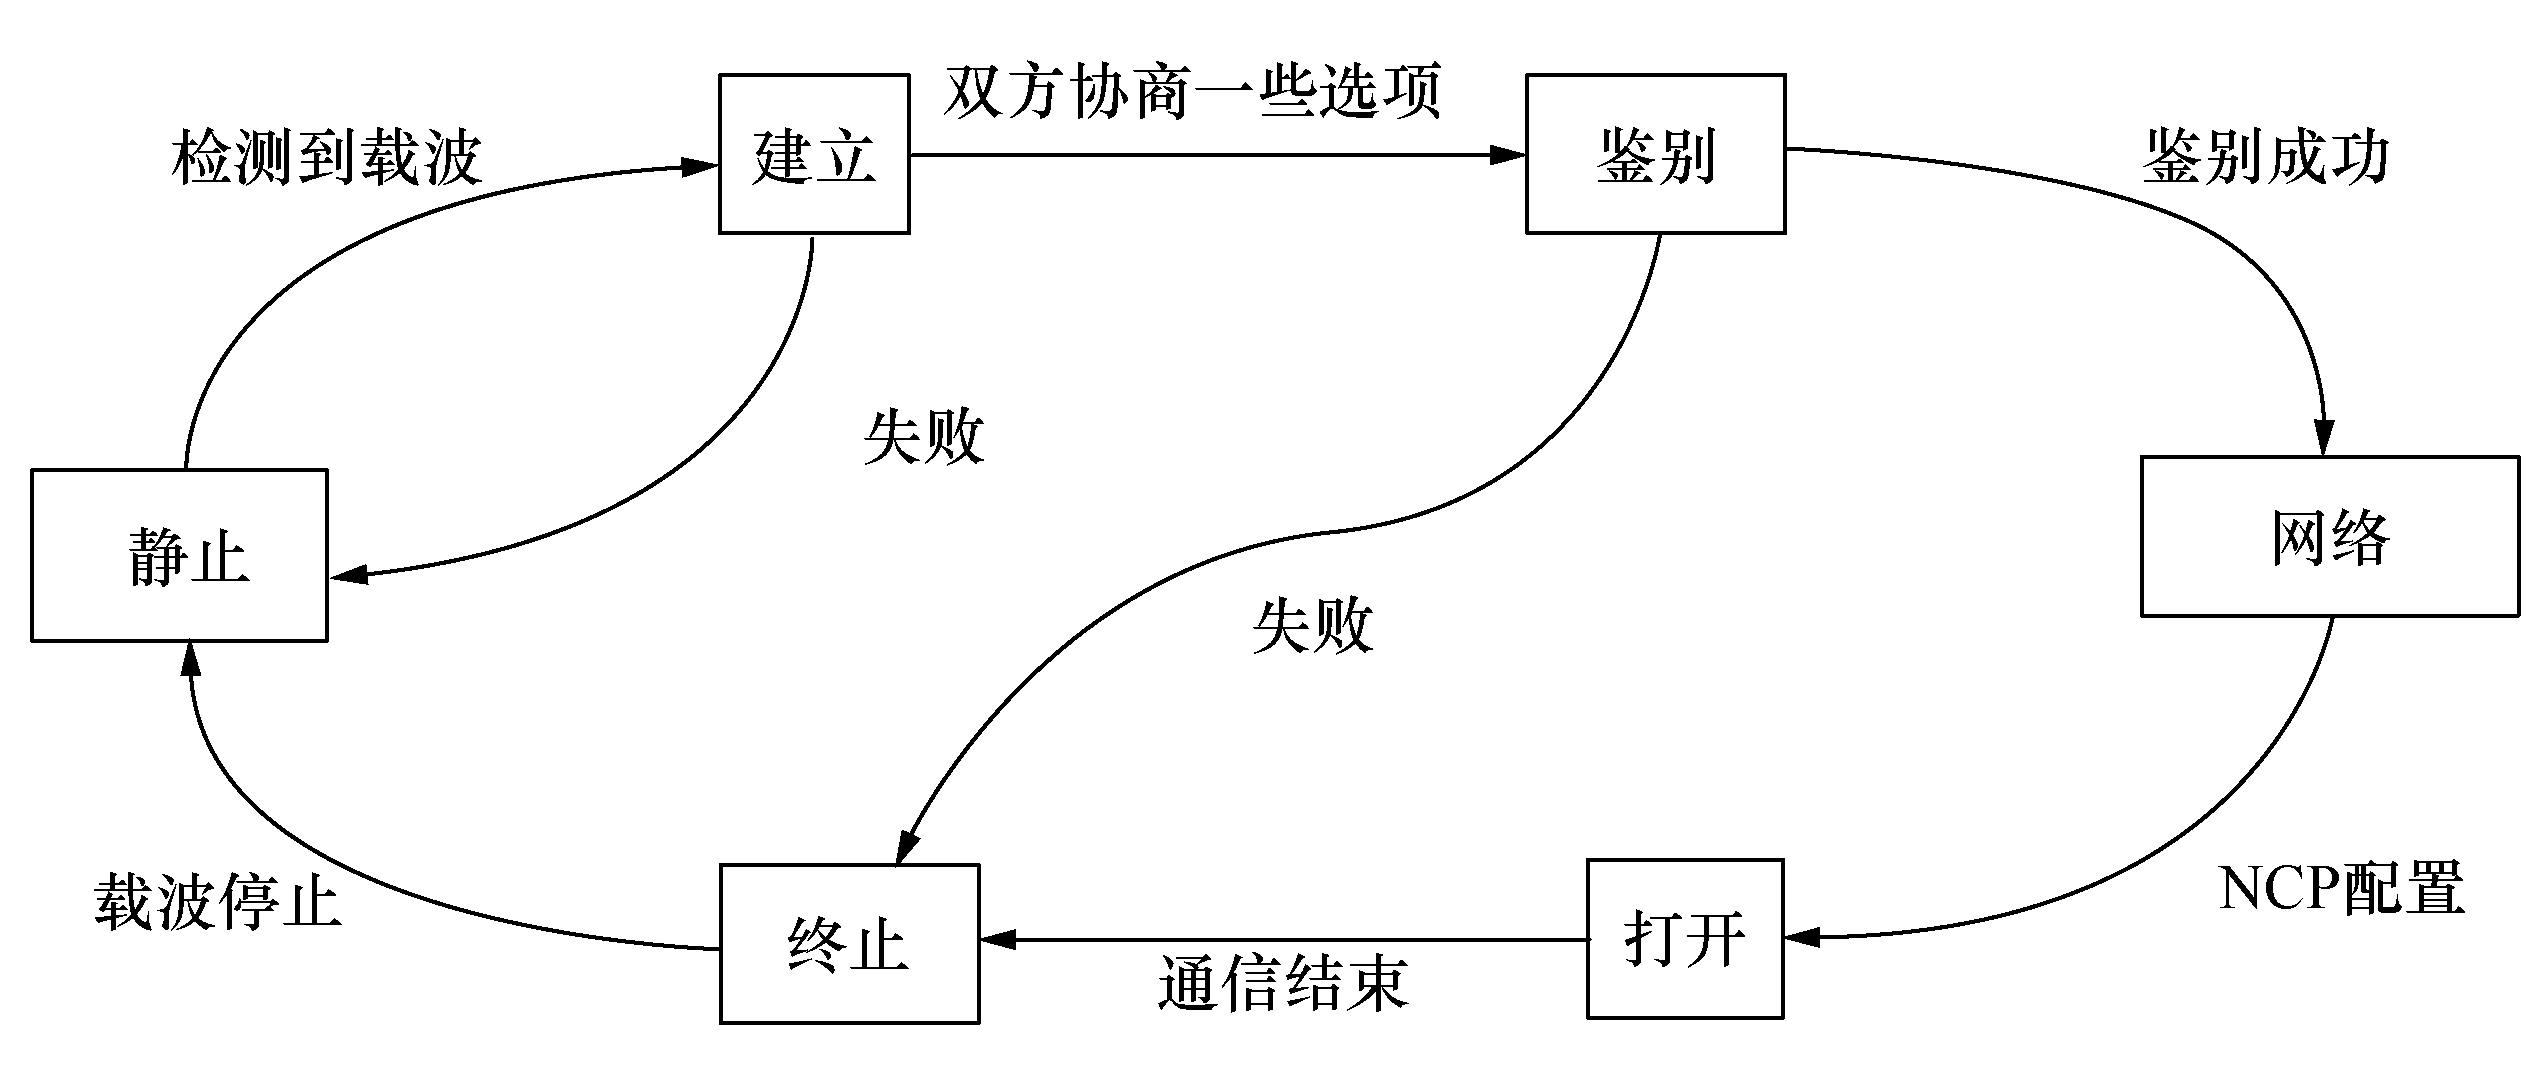 双方协商一些选项
检测到载波
建立
鉴别
鉴别成功
失败
静止
网络
失败
载波停止
终止
通信结束
打开
NCP配置